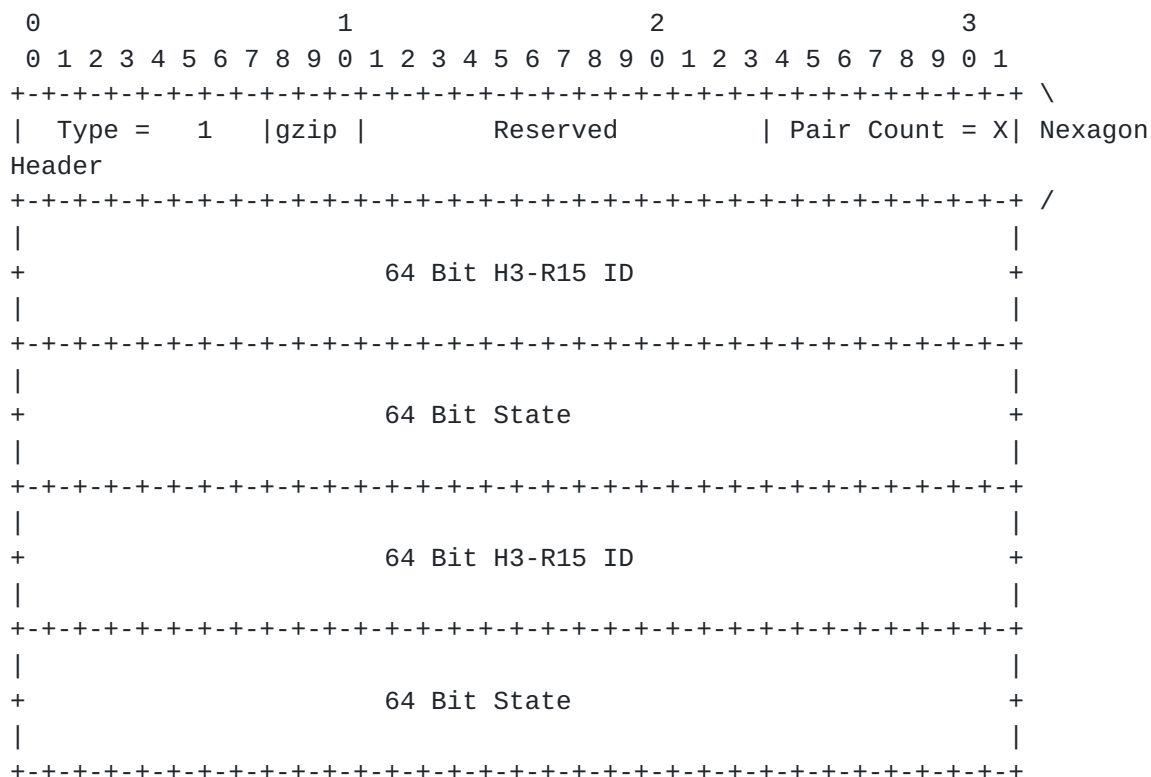 0                   1                   2                   3
 0 1 2 3 4 5 6 7 8 9 0 1 2 3 4 5 6 7 8 9 0 1 2 3 4 5 6 7 8 9 0 1
+-+-+-+-+-+-+-+-+-+-+-+-+-+-+-+-+-+-+-+-+-+-+-+-+-+-+-+-+-+-+-+-+ \
|  Type =   1   |gzip |        Reserved         | Pair Count = X| Nexagon
Header
+-+-+-+-+-+-+-+-+-+-+-+-+-+-+-+-+-+-+-+-+-+-+-+-+-+-+-+-+-+-+-+-+ /
|                                                               |
+                       64 Bit H3-R15 ID                        +
|                                                               |
+-+-+-+-+-+-+-+-+-+-+-+-+-+-+-+-+-+-+-+-+-+-+-+-+-+-+-+-+-+-+-+-+
|                                                               |
+                       64 Bit State                            +
|                                                               |
+-+-+-+-+-+-+-+-+-+-+-+-+-+-+-+-+-+-+-+-+-+-+-+-+-+-+-+-+-+-+-+-+
|                                                               |
+                       64 Bit H3-R15 ID                        +
|                                                               |
+-+-+-+-+-+-+-+-+-+-+-+-+-+-+-+-+-+-+-+-+-+-+-+-+-+-+-+-+-+-+-+-+
|                                                               |
+                       64 Bit State                            +
|                                                               |
+-+-+-+-+-+-+-+-+-+-+-+-+-+-+-+-+-+-+-+-+-+-+-+-+-+-+-+-+-+-+-+-+